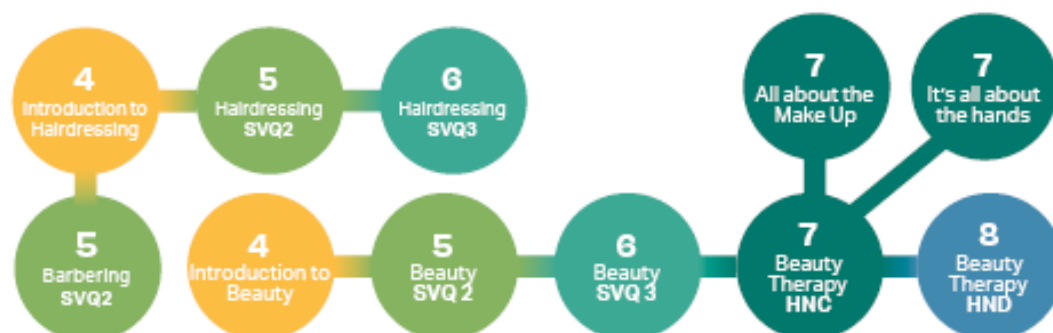 4
Introduction to
Hairdressing
5
Hairdressing
SVQ2
6
Hairdressing
SVQ3
7
All about the
Make Up
7
It's all about
the hands
5
Barbering
SVQ2
4
Introduction to
Beauty
5
Beauty
SVQ 2
6
Beauty
SVQ 3
7
Beauty
Therapy
HNC
8
Beauty
Therapy
HND